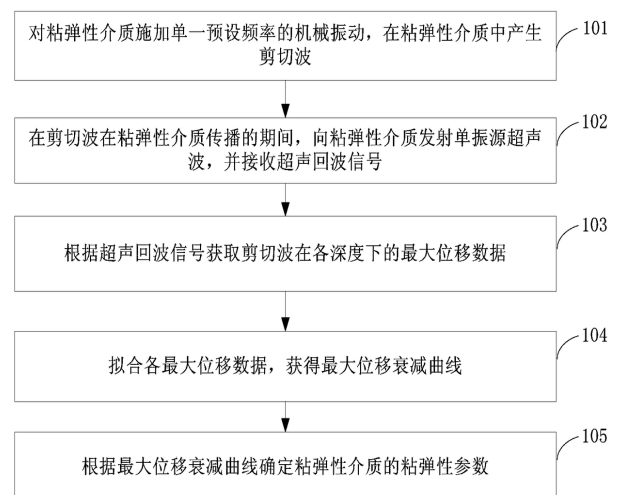 对粘弹性介质施加单一预设频率的机械振动，在粘弹性介质中产生
剪切波
101
在剪切波在粘弹性介质传播的期间，向粘弹性介质发射单振源超声
波，并接收超声回波信号
102
根据超声回波信号获取剪切波在各深度下的最大位移数据
103
拟合各最大位移数据，获得最大位移衰减曲线
104
根据最大位移衰减曲线确定粘弹性介质的粘弹性参数
105